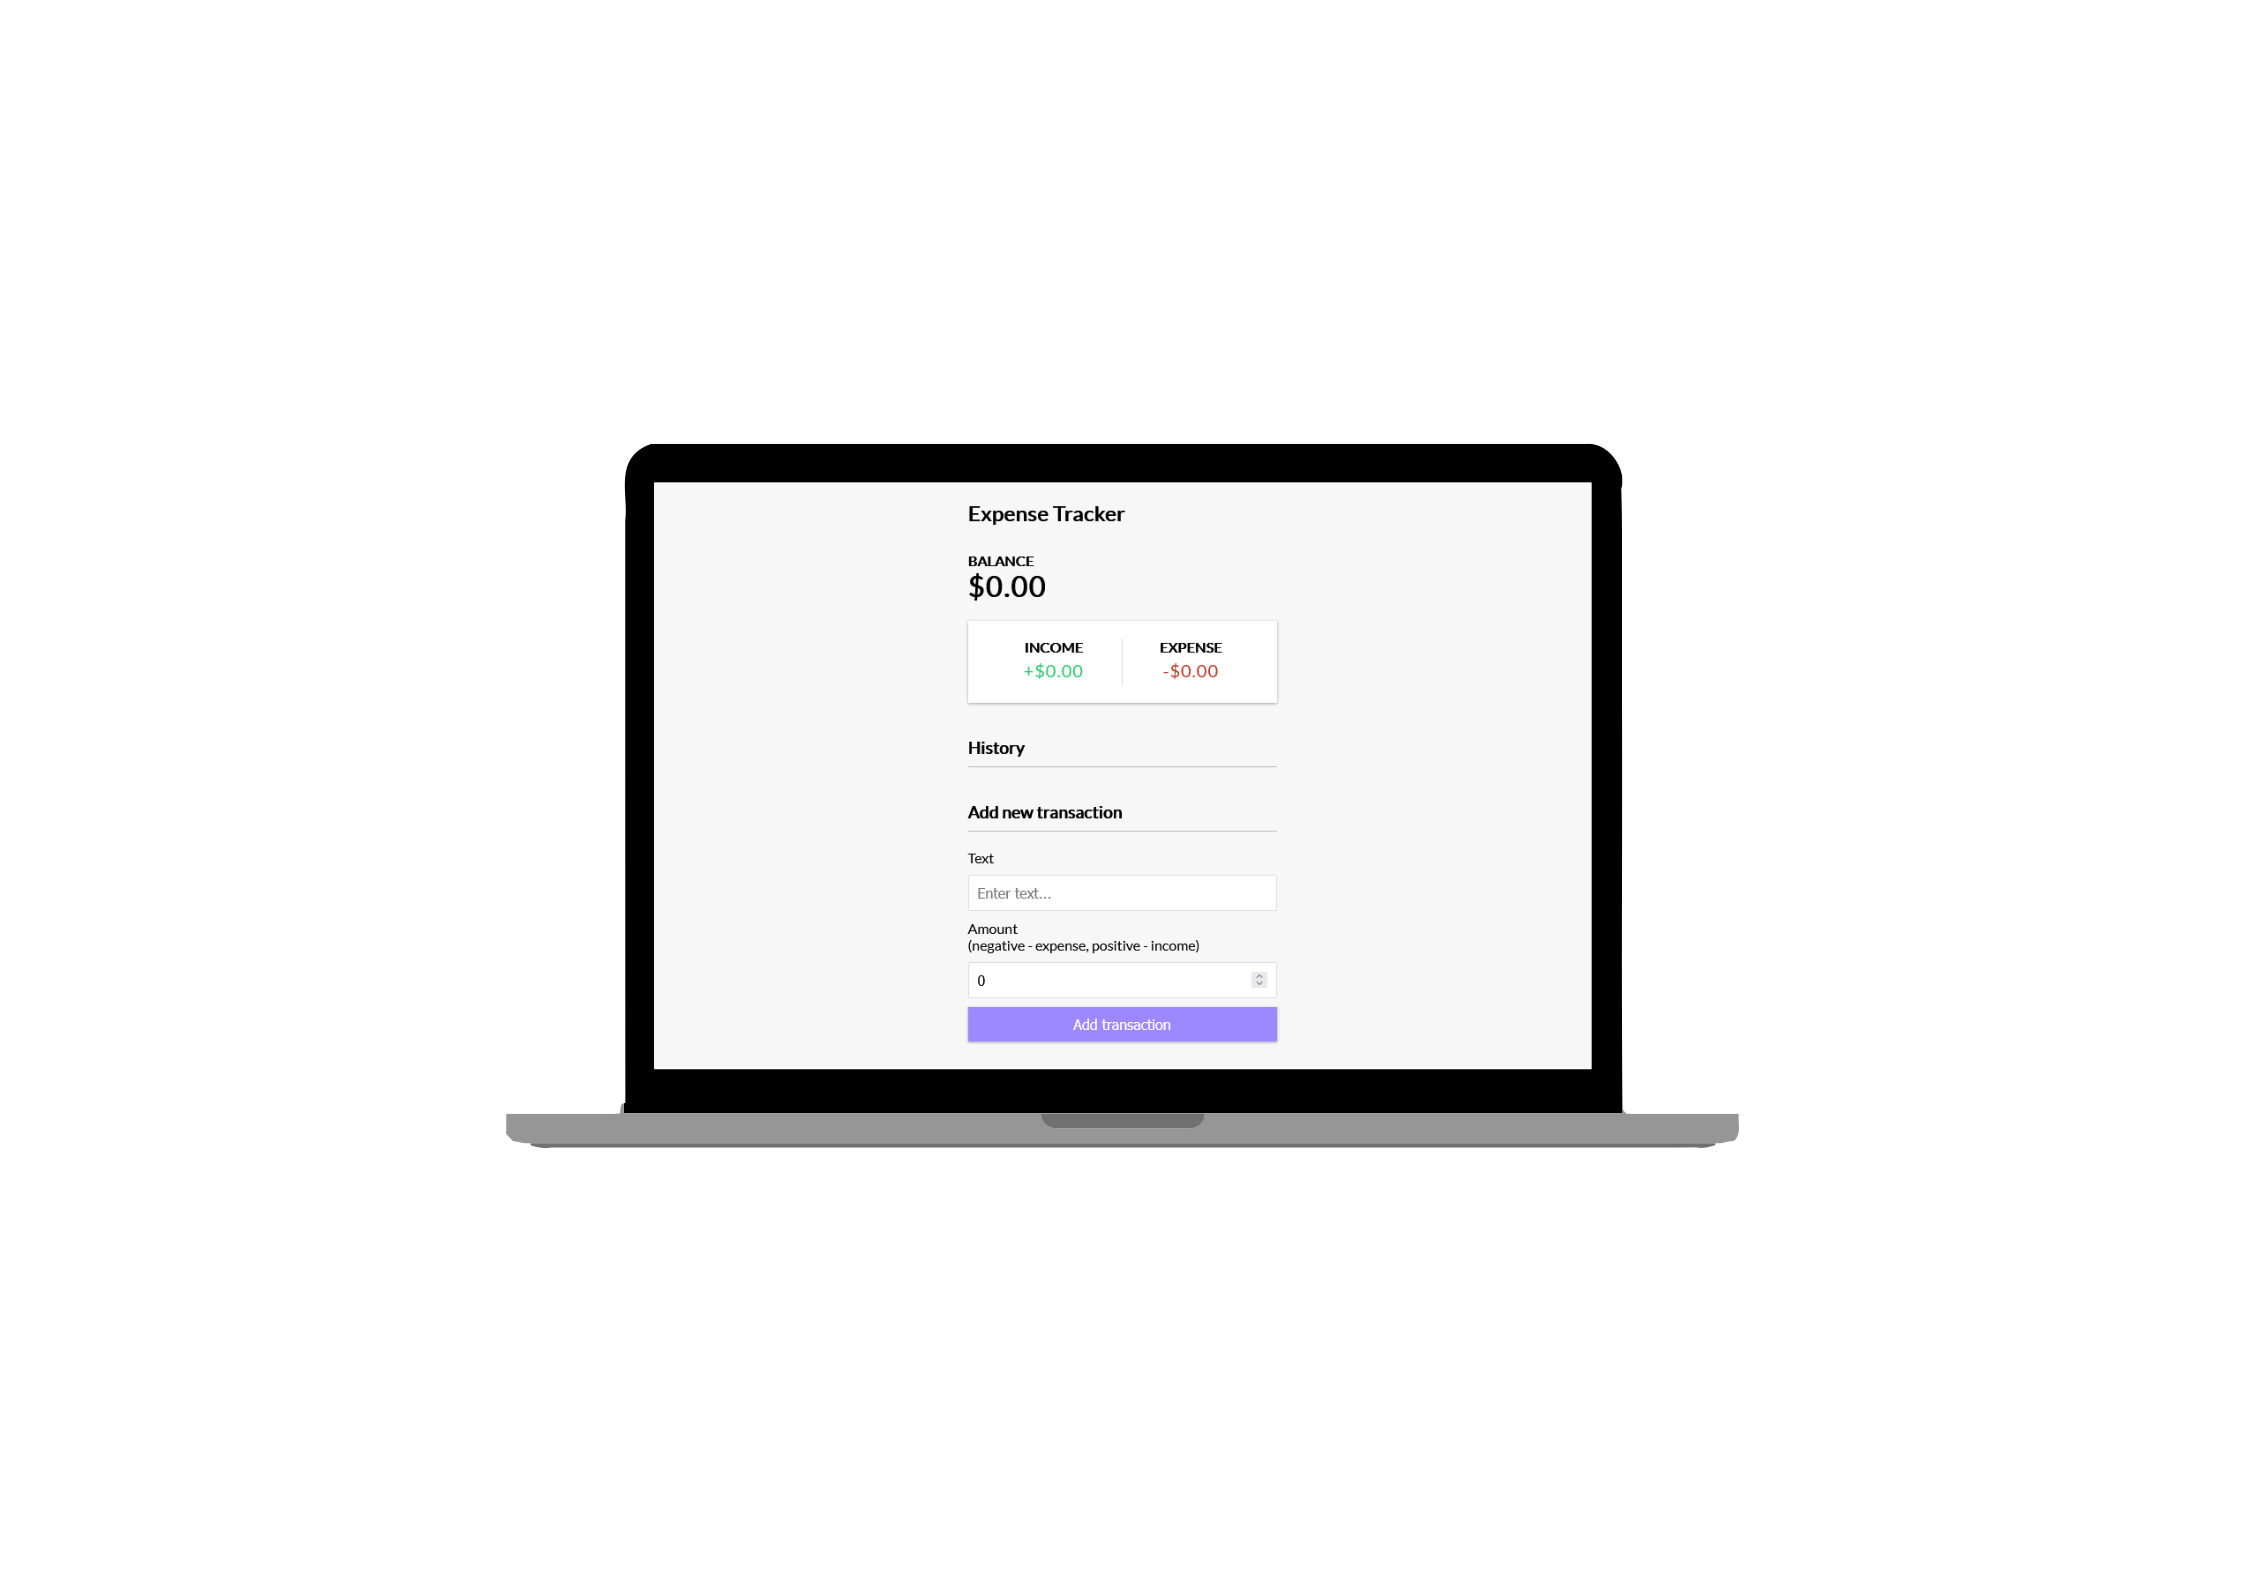 Expense Tracker
BALANCE
$0.00
INCOME
EXPENSE
+$0.00
-$0.00
History
Add new transaction
Text
Enter text...
Amount
(negative - expense, positive - income)
0
Add transaction